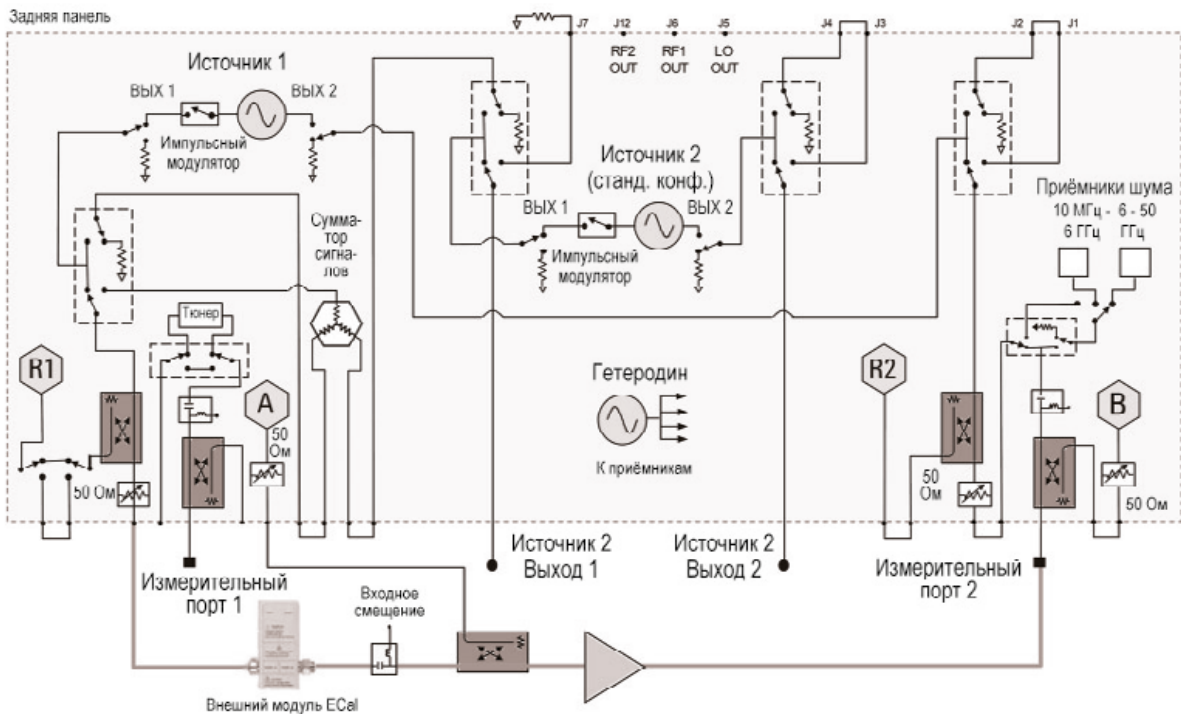 Задняя панель
J7
J12
J6
J5
J4
J3
J2
J1
RF2
OUT
RF1
OUT
LO
OUT
Источник 1
ВЫХ 1
ВЫХ 2
Импульсный
модулятор
Источник 2
(станд. конф.)
ВЫХ 1
ВЫХ 2
Импульсный
модулятор
Сумма-
тор
сигна-
лов
Приёмники шума
10 МГц -
6 ГГц
6 - 50
ГГц
Тюнер
R1
A
50
Ом
50 Ом
Гетеродин
К приёмникам
R2
B
50
Ом
50 Ом
Измерительный
порт 1
Источник 2
Выход 1
Источник 2
Выход 2
Измерительный
порт 2
Входное
смещение
Внешний модуль ECal